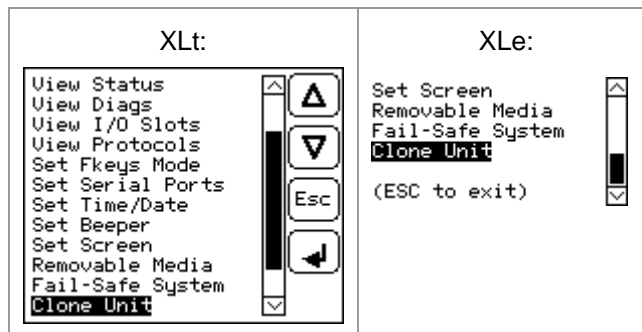 XLt:
View Status
View Diags
View I/O Slots
View Protocols
Set Fkeys Mode
Set Serial Ports
Set Time/Date
Set Beeper
Set Screen
Removable Media
Fail-Safe System
Clone Unit
Esc
XLe:
Set Screen
Removable Media
Fail-Safe System
Clone Unit
(ESC to exit)